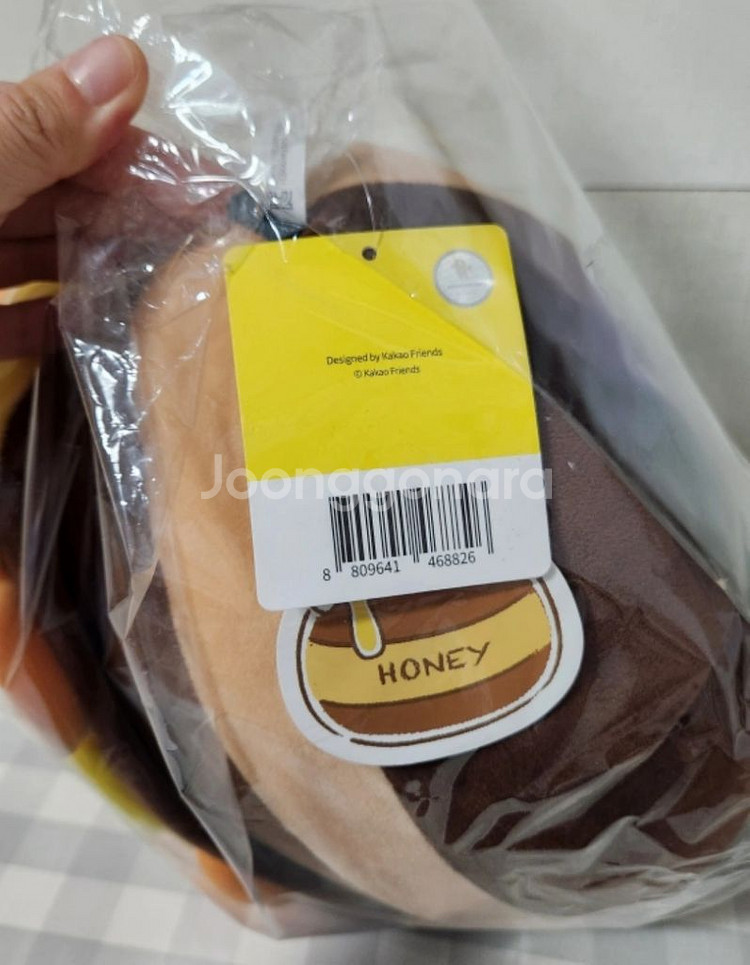 Designed by Kakao Friends
© Kakao Friends
Joonggonara
8 809641 468826
HONEY